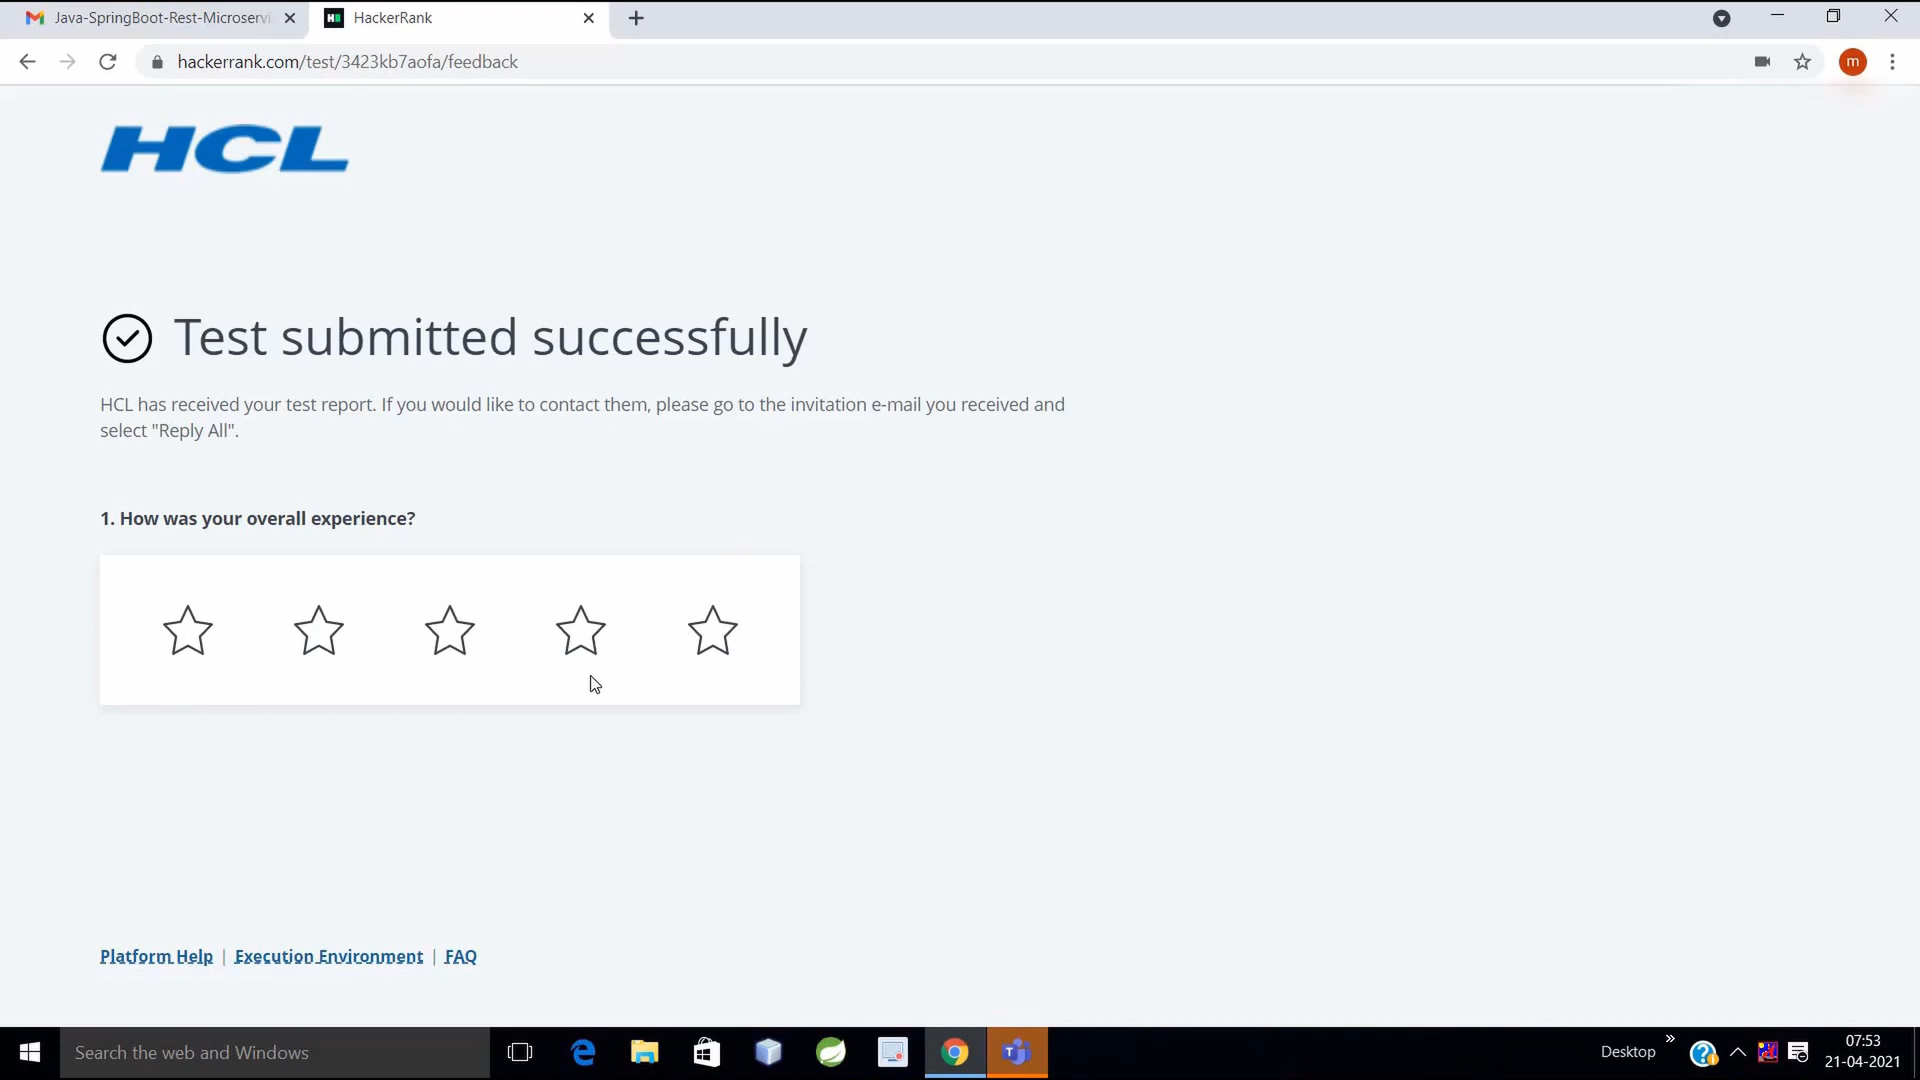 Java-SpringBoot-Rest-Microservi
HackerRank
hackerrank.com/test/3423kb7aofa/feedback
m
HCL
Test submitted successfully
HCL has received your test report. If you would like to contact them, please go to the invitation e-mail you received and
select "Reply All".
1. How was your overall experience?
Platform Help | Execution Environment | FAQ
Search the web and Windows
Desktop
07:53
21-04-2021